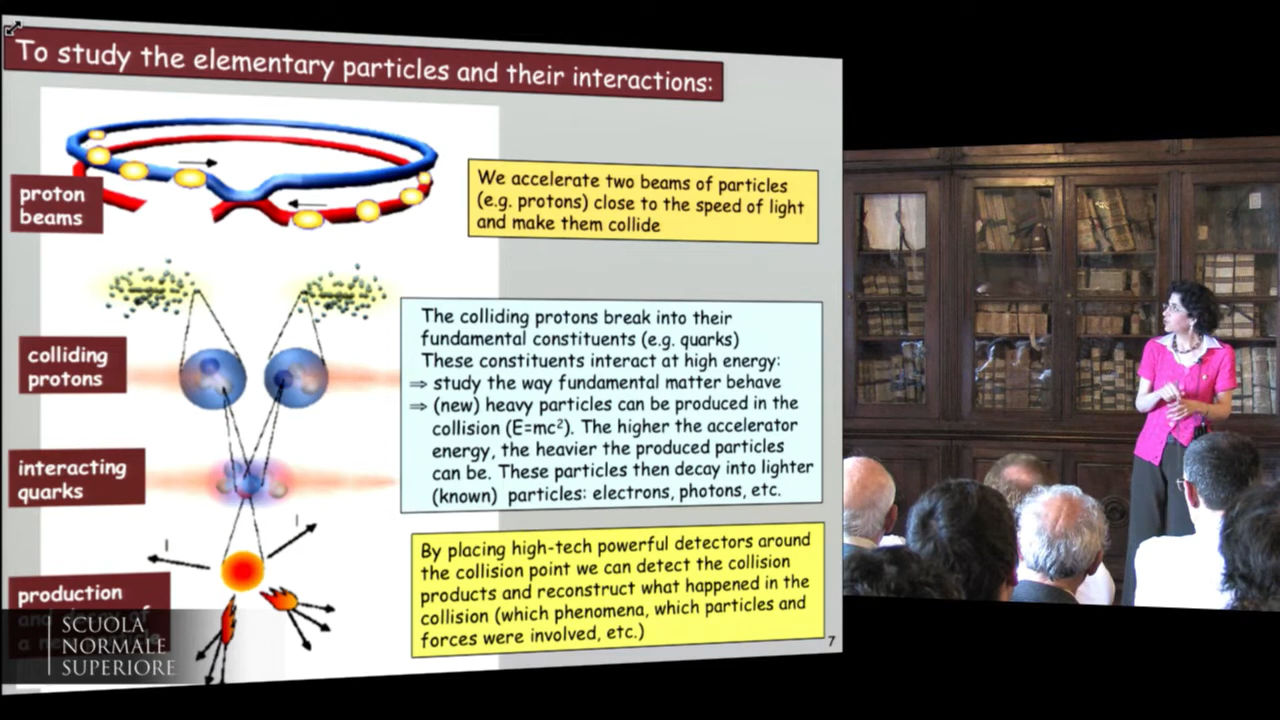 To study the elementary particles and their interactions:
proton
beams
We accelerate two beams of particles
(e.g. protons) close to the speed of light
and make them collide
colliding
protons
The colliding protons break into their
fundamental constituents (e.g. quarks)
These constituents interact at high energy:
⇒ study the way fundamental matter behave
⇒ (new) heavy particles can be produced in the
collision (E=mc²). The higher the accelerator
energy, the heavier the produced particles
can be. These particles then decay into lighter
(known) particles: electrons, photons, etc.
interacting
quarks
l
l
production
and decay of
a new
By placing high-tech powerful detectors around
the collision point we can detect the collision
products and reconstruct what happened in the
collision (which phenomena, which particles and
forces were involved, etc.)
7
SCUOLA
NORMALE
SUPERIORE